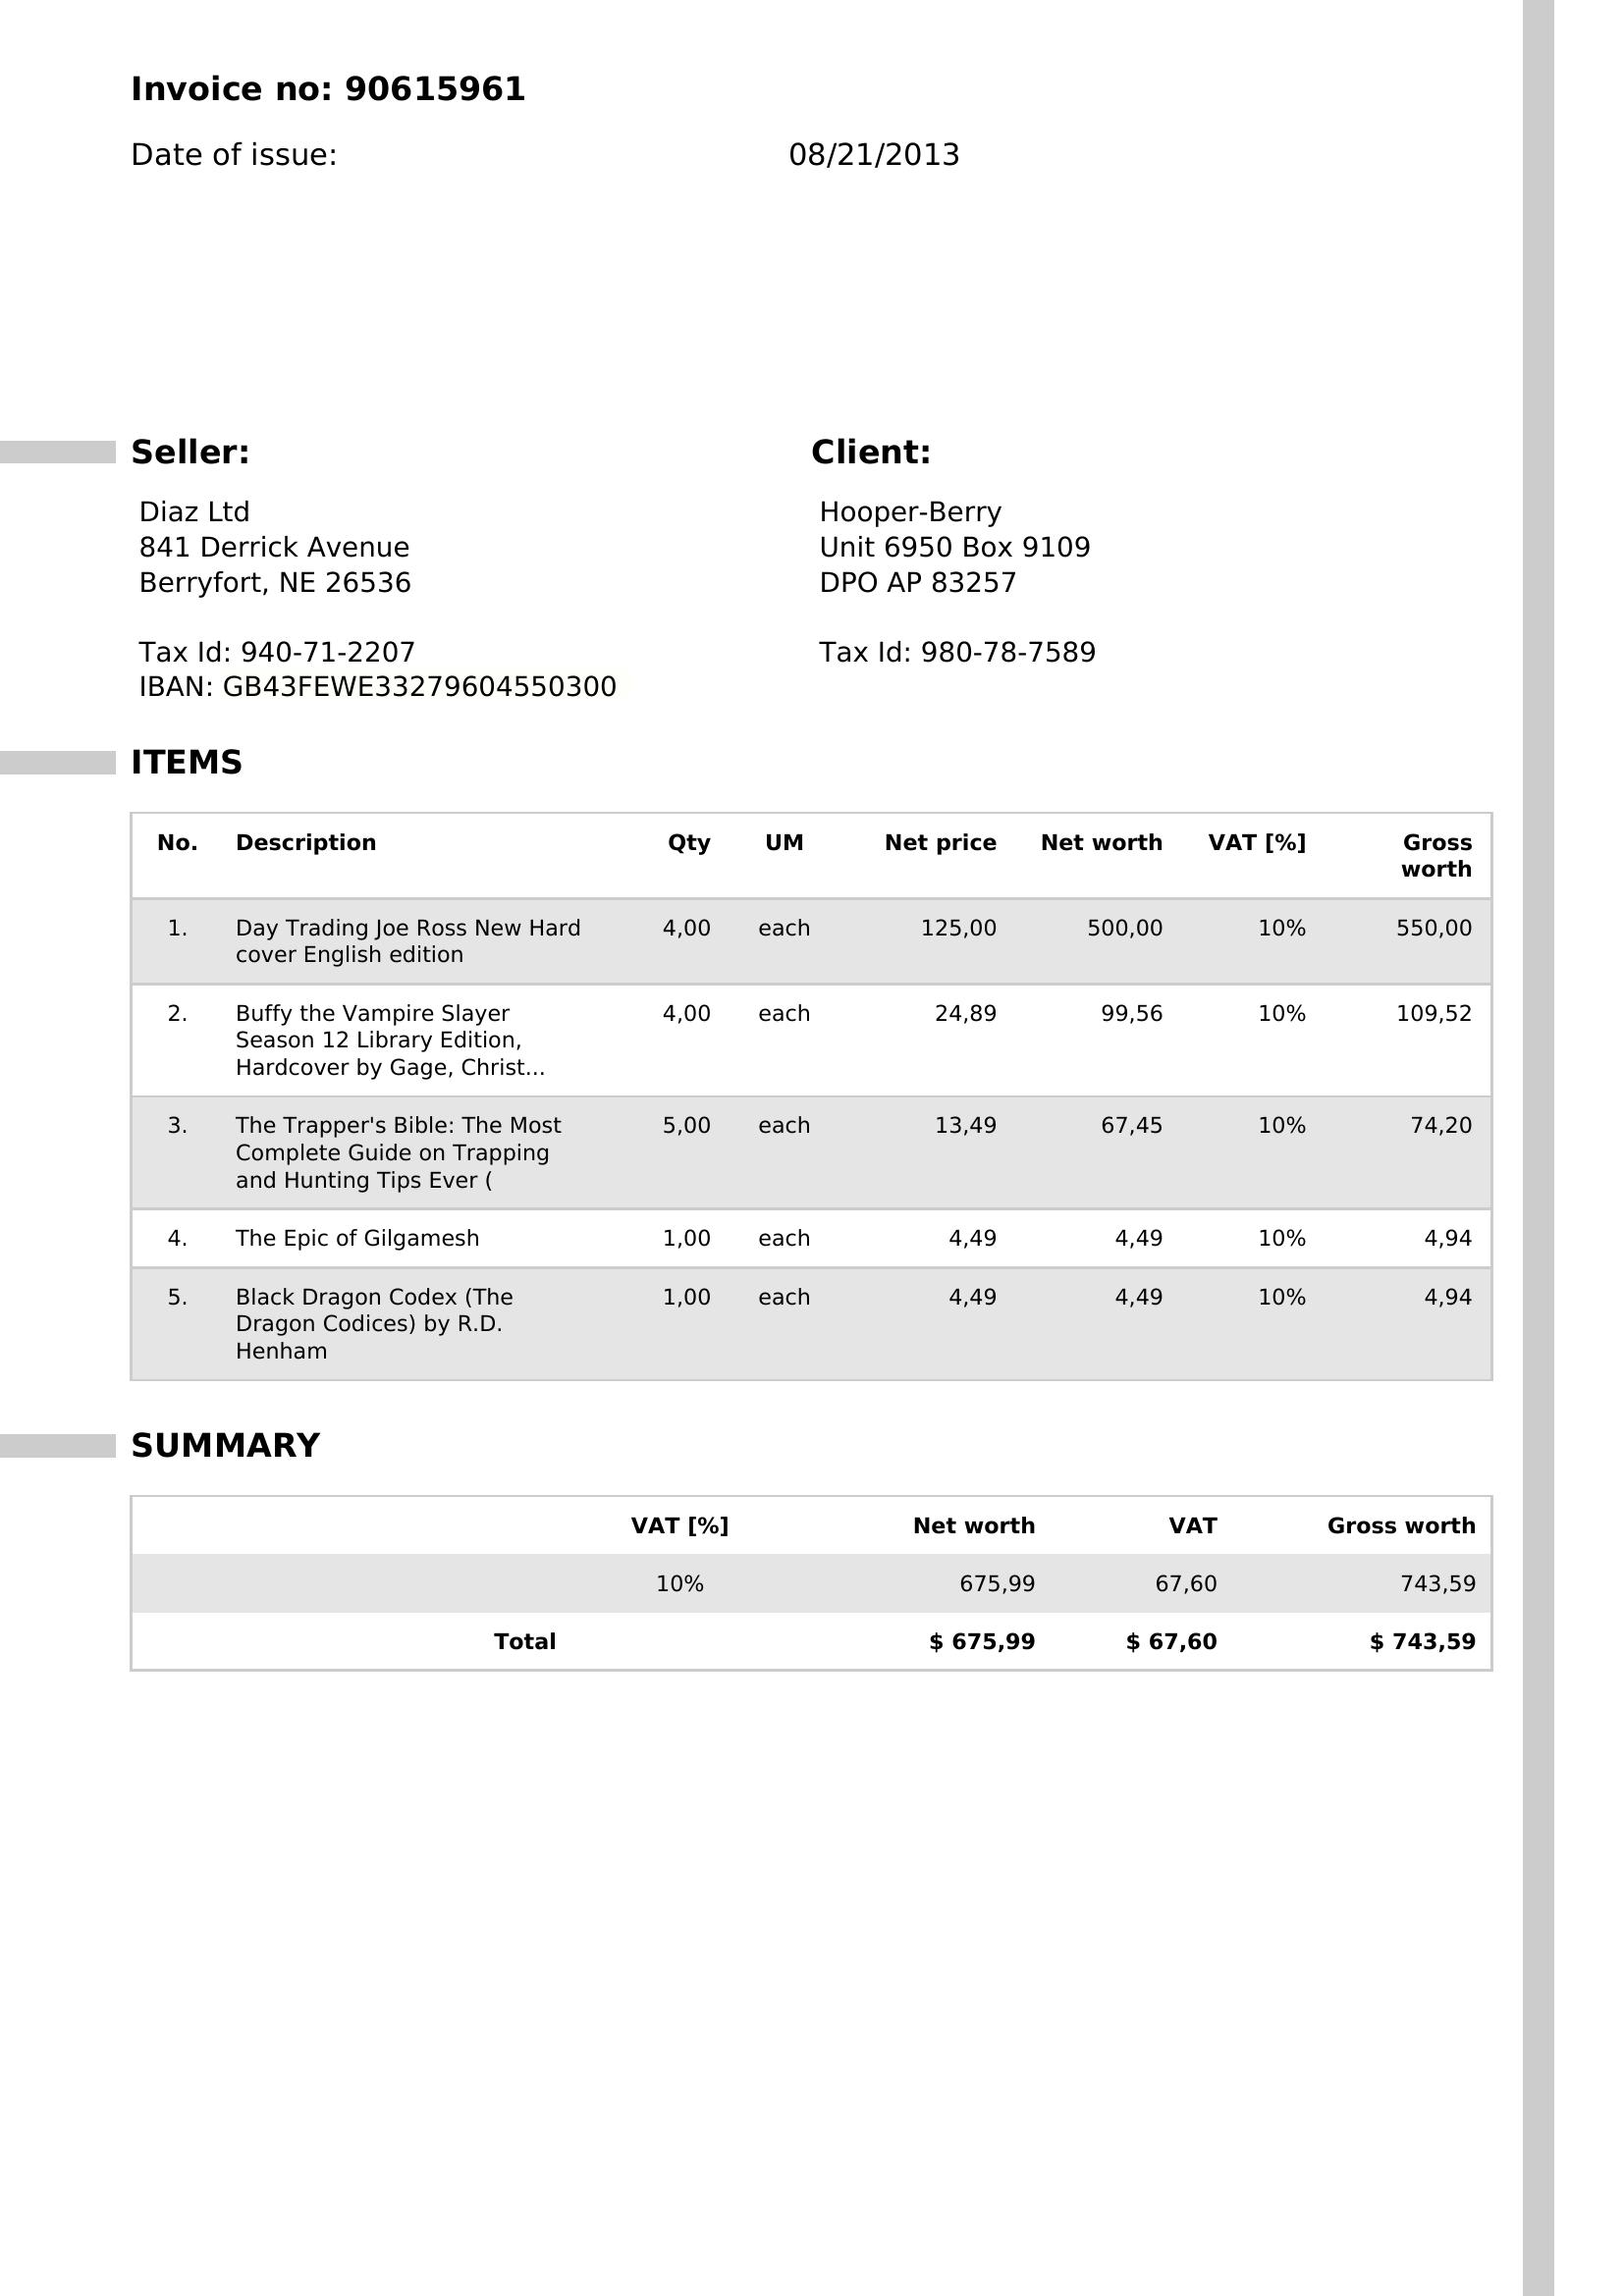 Invoice no: 90615961
Date of issue: 08/21/2013
Seller: Client:
Diaz Ltd Hooper-Berry
841 Derrick Avenue Unit 6950 Box 9109
Berryfort, NE 26536 DPO AP 83257
Tax Id: 940-71-2207 Tax Id: 980-78-7589
IBAN: GB43FEWE33279604550300
ITEMS
No. Description Qty UM Net price Net worth VAT [%] Gross
worth
1. Day Trading Joe Ross New Hard 4,00 each 125,00 500,00 10% 550,00
cover English edition
2. Buffy the Vampire Slayer 4,00 each 24,89 99,56 10% 109,52
Season 12 Library Edition,
Hardcover by Gage, Christ...
3. The Trapper's Bible: The Most 5,00 each 13,49 67,45 10% 74,20
Complete Guide on Trapping
and Hunting Tips Ever (
4. The Epic of Gilgamesh 1,00 each 4,49 4,49 10% 4,94
5. Black Dragon Codex (The 1,00 each 4,49 4,49 10% 4,94
Dragon Codices) by R.D.
Henham
SUMMARY
VAT [%] Net worth VAT Gross worth
10% 675,99 67,60 743,59
Total $ 675,99 $ 67,60 $ 743,59